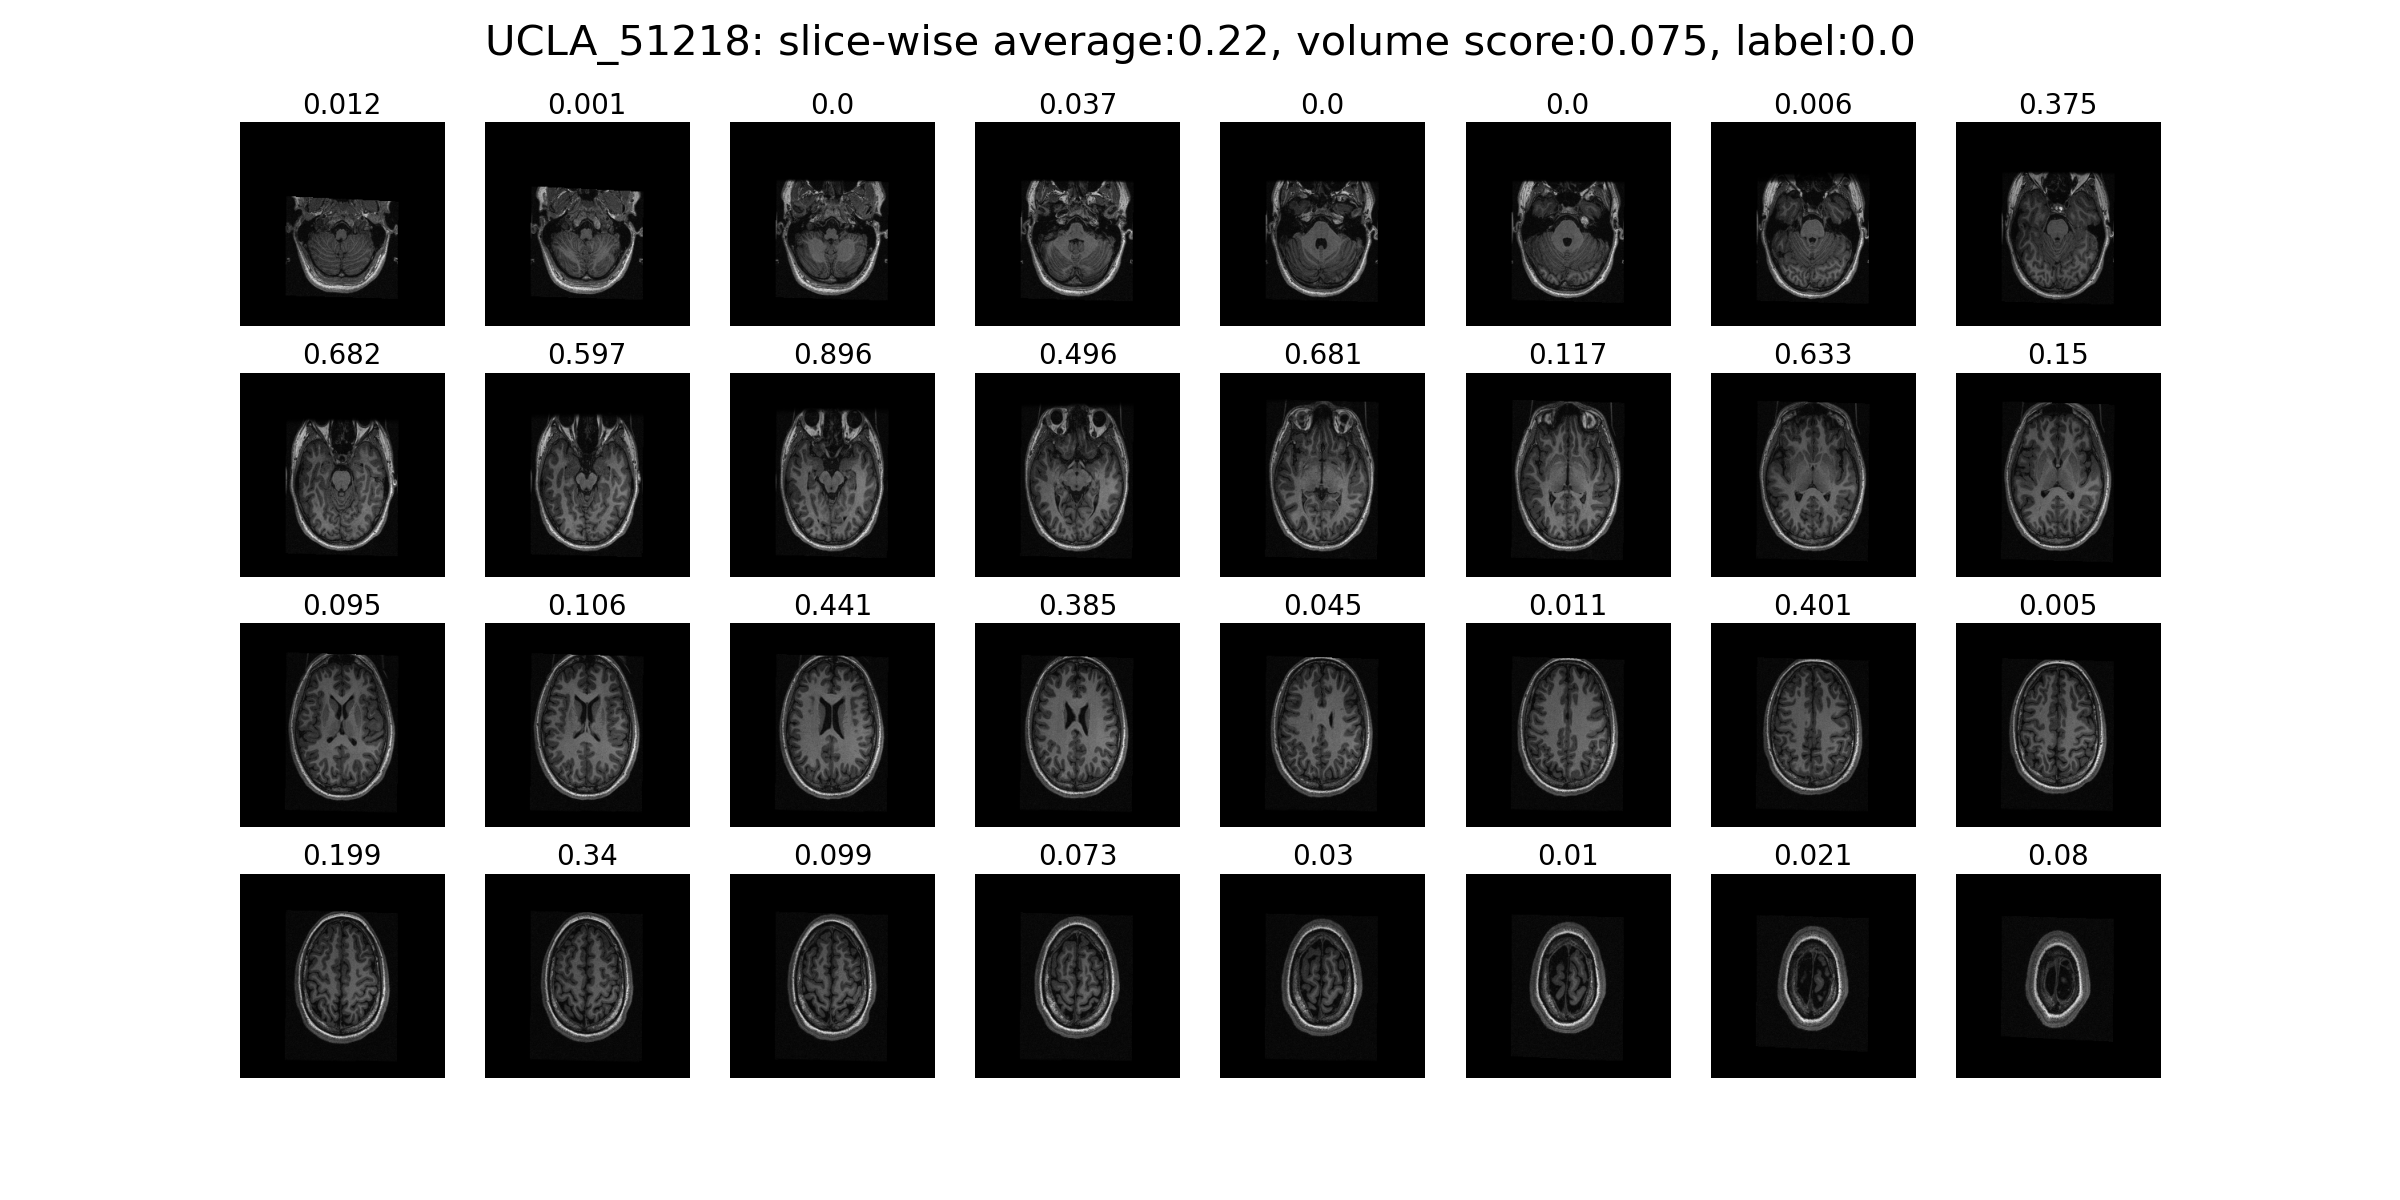 UCLA_51218: slice-wise average:0.22, volume score:0.075, label:0.0
0.012 0.001 0.0 0.037 0.0 0.0 0.006 0.375
0.682 0.597 0.896 0.496 0.681 0.117 0.633 0.15
0.095 0.106 0.441 0.385 0.045 0.011 0.401 0.005
0.199 0.34 0.099 0.073 0.03 0.01 0.021 0.08